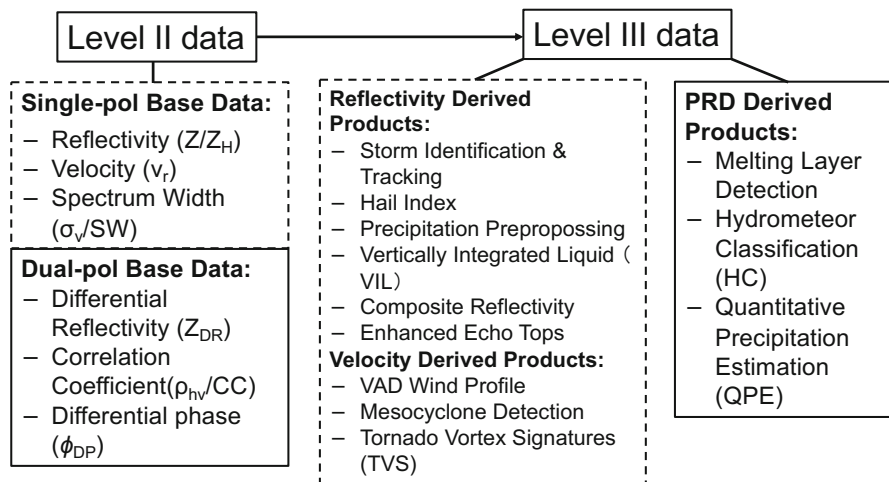 Level II data
Level III data
Single-pol Base Data:
– Reflectivity (Z/Z_H)
– Velocity (v_r)
– Spectrum Width
(σ_v/SW)
Dual-pol Base Data:
– Differential
Reflectivity (Z_DR)
– Correlation
Coefficient(ρ_hv/CC)
– Differential phase
(ϕ_DP)
Reflectivity Derived
Products:
– Storm Identification &
Tracking
– Hail Index
– Precipitation Prepropossing
– Vertically Integrated Liquid（
VIL）
– Composite Reflectivity
– Enhanced Echo Tops
Velocity Derived Products:
– VAD Wind Profile
– Mesocyclone Detection
– Tornado Vortex Signatures
(TVS)
PRD Derived
Products:
– Melting Layer
Detection
– Hydrometeor
Classification
(HC)
– Quantitative
Precipitation
Estimation
(QPE)